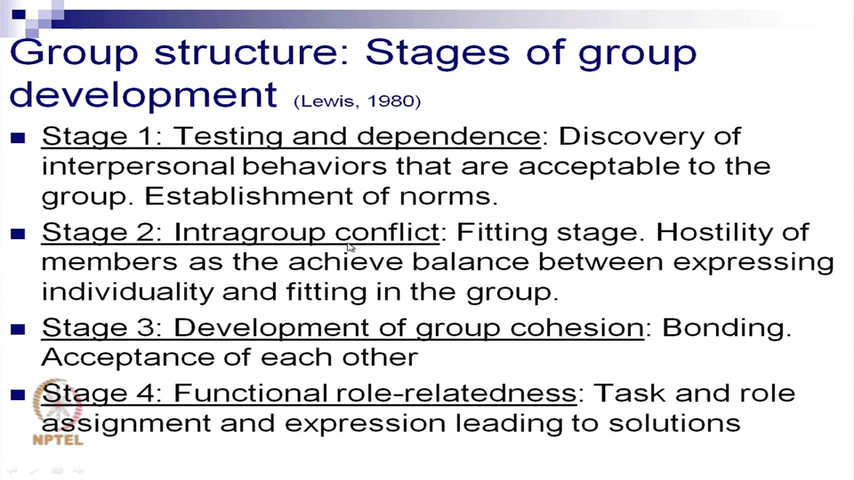 Group structure: Stages of group
development (Lewis, 1980)
Stage 1: Testing and dependence: Discovery of
interpersonal behaviors that are acceptable to the
group. Establishment of norms.
Stage 2: Intragroup conflict: Fitting stage. Hostility of
members as the achieve balance between expressing
individuality and fitting in the group.
Stage 3: Development of group cohesion: Bonding.
Acceptance of each other
Stage 4: Functional role-relatedness: Task and role
assignment and expression leading to solutions
NPTEL